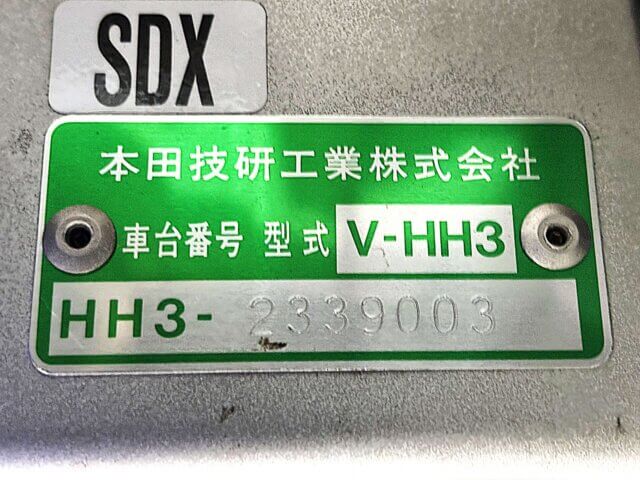 SDX
本田技研工業株式会社
車台番号 型式 V-HH3
HH3- 2339003